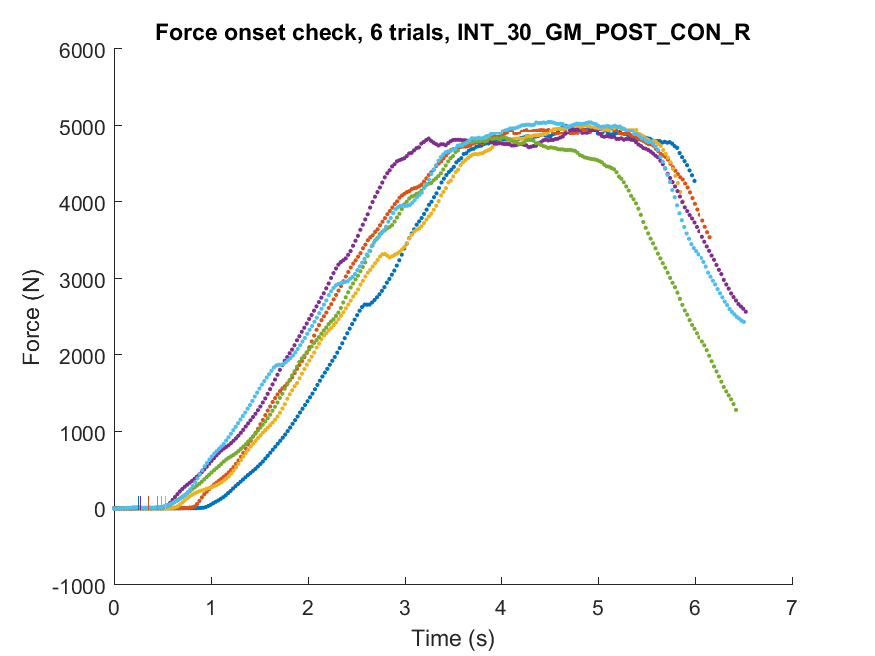 Force onset check, 6 trials, INT_30_GM_POST_CON_R
6000
5000
4000
3000
2000
1000
0
-1000
Force (N)
0 1 2 3 4 5 6 7
Time (s)